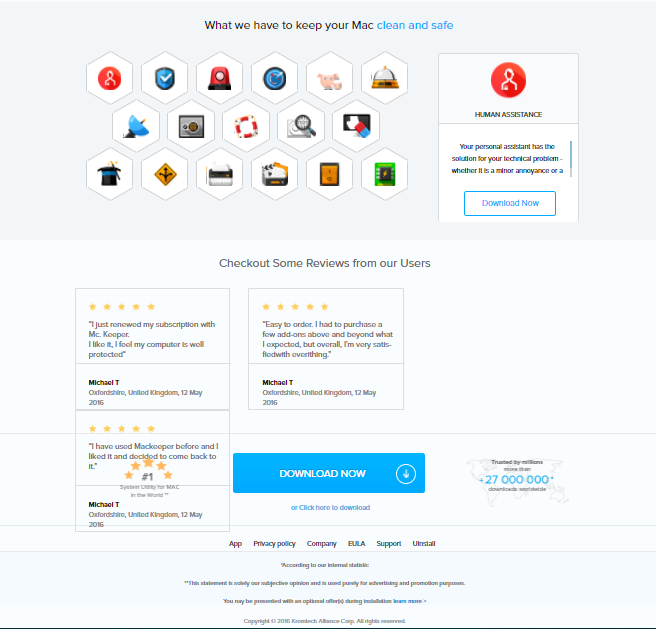 What we have to keep your Mac clean and safe
HUMAN ASSISTANCE
Your personal assistant has the
solution for your technical problem -
whether it is a minor annoyance or a
Download Now
Checkout Some Reviews from our Users
"I just renewed my subscription with
Mc. Keeper.
I like it, I feel my computer is well
protected"
Michael T
Oxfordshire, United Kingdom, 12 May
2016
"Easy to order. I had to purchase a
few add-ons above and beyond what
I expected, but overall, I'm very satis-
fiedwith everithing."
Michael T
Oxfordshire, United Kingdom, 12 May
2016
"I have used Mackeeper before and I
liked it and decided to come back to
it."
Michael T
Oxfordshire, United Kingdom, 12 May
2016
#1
System Utility for MAC
in the World **
DOWNLOAD NOW
or Click here to download
Trusted by millions
more than
+27 000 000*
downloads worldwide
App Privacy policy Company EULA Support Uinstall
*According to our internal statistic
**This statement is solely our subjective opinion and is used purely for advertising and promotion purposes.
You may be presented with an optional offer(s) during installation learn more >
Copyright © 2016 Kromtech Alliance Corp. All rights reserved.